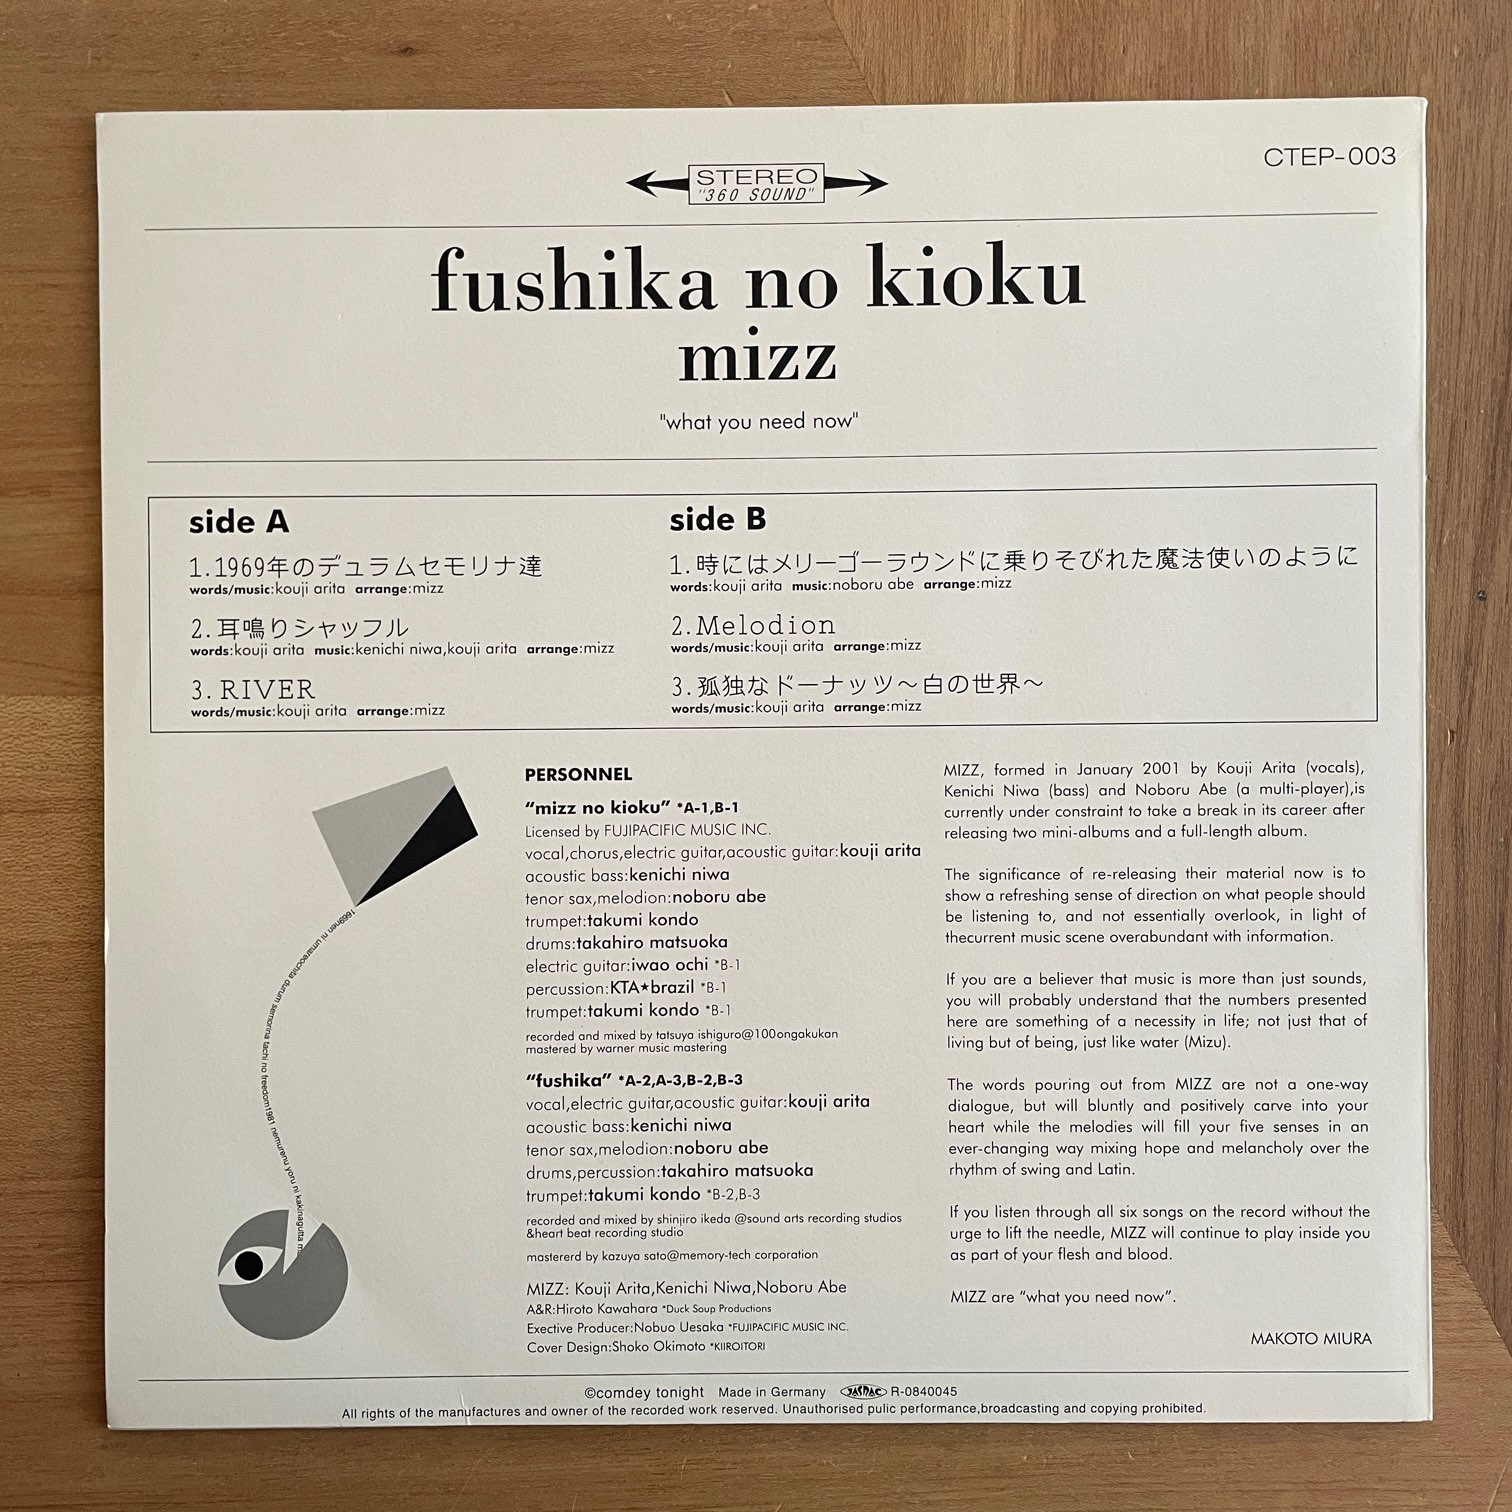 CTEP-003
STEREO
"360 SOUND"
fushika no kioku
mizz
"what you need now"
side A
1.1969年のデュラムセモリナ達
words/music:kouji arita arrange:mizz
2.耳鳴りシャッフル
words:kouji arita music:kenichi niwa,kouji arita arrange:mizz
3.RIVER
words/music:kouji arita arrange:mizz
side B
1.時にはメリーゴーラウンドに乗りそびれた魔法使いのように
words:kouji arita music:noboru abe arrange:mizz
2.Melodion
words/music:kouji arita arrange:mizz
3.孤独なドーナッツ〜白の世界〜
words/music:kouji arita arrange:mizz
1969nen ni umareochita durum semorina tachi no freedom1981 nemurenu yoru ni kakinagutta
PERSONNEL
“mizz no kioku” *A-1,B-1
Licensed by FUJIPACIFIC MUSIC INC.
vocal,chorus,electric guitar,acoustic guitar:kouji arita
acoustic bass:kenichi niwa
tenor sax,melodion:noboru abe
trumpet:takumi kondo
drums:takahiro matsuoka
electric guitar:iwao ochi *B-1
percussion:KTA★brazil *B-1
trumpet:takumi kondo *B-1
recorded and mixed by tatsuya ishiguro@100ongakukan
mastered by warner music mastering
“fushika” *A-2,A-3,B-2,B-3
vocal,electric guitar,acoustic guitar:kouji arita
acoustic bass:kenichi niwa
tenor sax,melodion:noboru abe
drums,percussion:takahiro matsuoka
trumpet:takumi kondo *B-2,B-3
recorded and mixed by shinjiro ikeda @sound arts recording studios
&heart beat recording studio
mastererd by kazuya sato@memory-tech corporation
MIZZ: Kouji Arita,Kenichi Niwa,Noboru Abe
A&R:Hiroto Kawahara *Duck Soup Productions
Exective Producer:Nobuo Uesaka *FUJIPACIFIC MUSIC INC.
Cover Design:Shoko Okimoto *KIIROITORI
MIZZ, formed in January 2001 by Kouji Arita (vocals),
Kenichi Niwa (bass) and Noboru Abe (a multi-player),is
currently under constraint to take a break in its career after
releasing two mini-albums and a full-length album.
The significance of re-releasing their material now is to
show a refreshing sense of direction on what people should
be listening to, and not essentially overlook, in light of
thecurrent music scene overabundant with information.
If you are a believer that music is more than just sounds,
you will probably understand that the numbers presented
here are something of a necessity in life; not just that of
living but of being, just like water (Mizu).
The words pouring out from MIZZ are not a one-way
dialogue, but will bluntly and positively carve into your
heart while the melodies will fill your five senses in an
ever-changing way mixing hope and melancholy over the
rhythm of swing and Latin.
If you listen through all six songs on the record without the
urge to lift the needle, MIZZ will continue to play inside you
as part of your flesh and blood.
MIZZ are “what you need now”.
MAKOTO MIURA
©comdey tonight Made in Germany JASRAC R-0840045
All rights of the manufactures and owner of the recorded work reserved. Unauthorised pulic performance,broadcasting and copying prohibited.